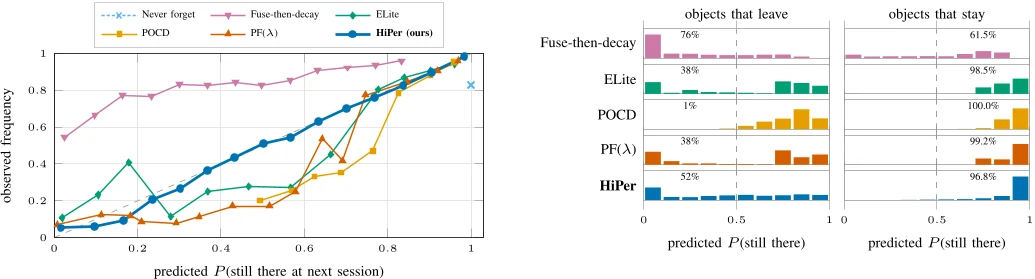 Never forget
Fuse-then-decay
ELite
POCD
PF(λ)
HiPer (ours)
observed frequency
1
0.8
0.6
0.4
0.2
0
0
0.2
0.4
0.6
0.8
1
predicted P(still there at next session)
objects that leave
objects that stay
Fuse-then-decay
76%
61.5%
ELite
38%
98.5%
POCD
1%
100.0%
PF(λ)
38%
99.2%
HiPer
52%
96.8%
0
0.5
1
0
0.5
1
predicted P(still there)
predicted P(still there)